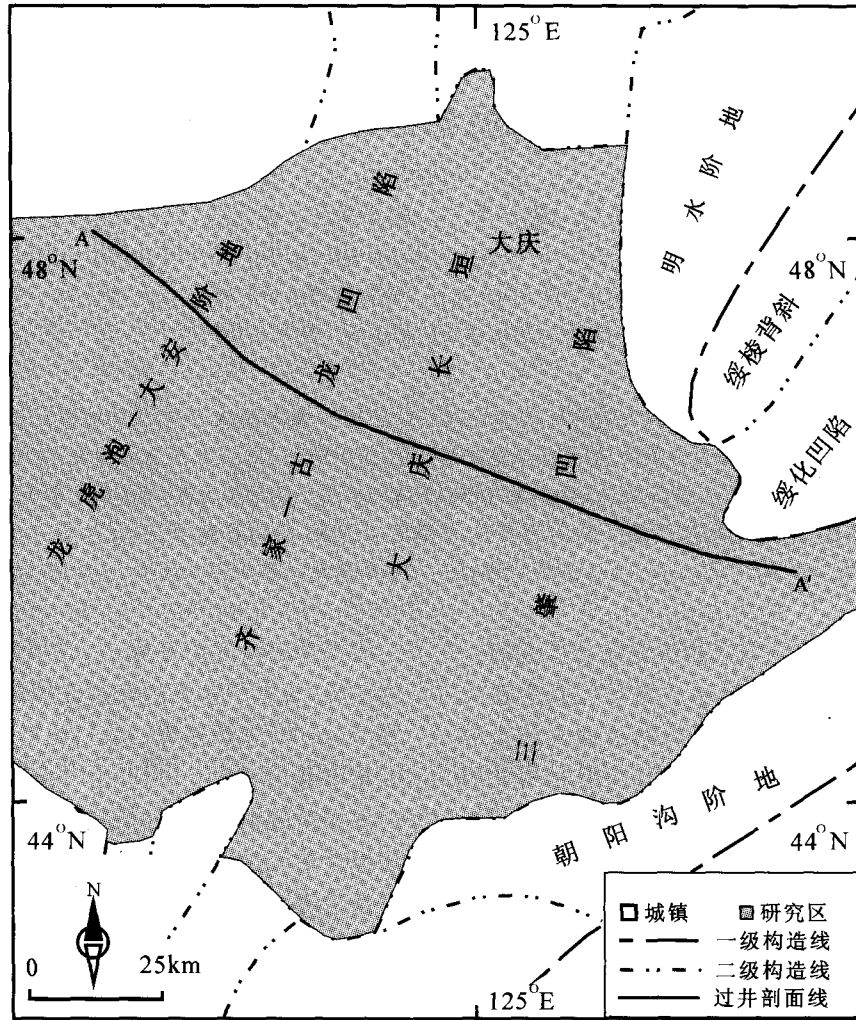 125°E
明水阶地
大庆
A
48°N
48°N
龙虎泡—大安阶地
齐家—古龙凹陷
大庆长垣
三肇凹陷
绥棱背斜
绥化凹陷
A'
朝阳沟阶地
44°N
44°N
N
0 25km
125°E
城镇 研究区
一级构造线
二级构造线
过井剖面线